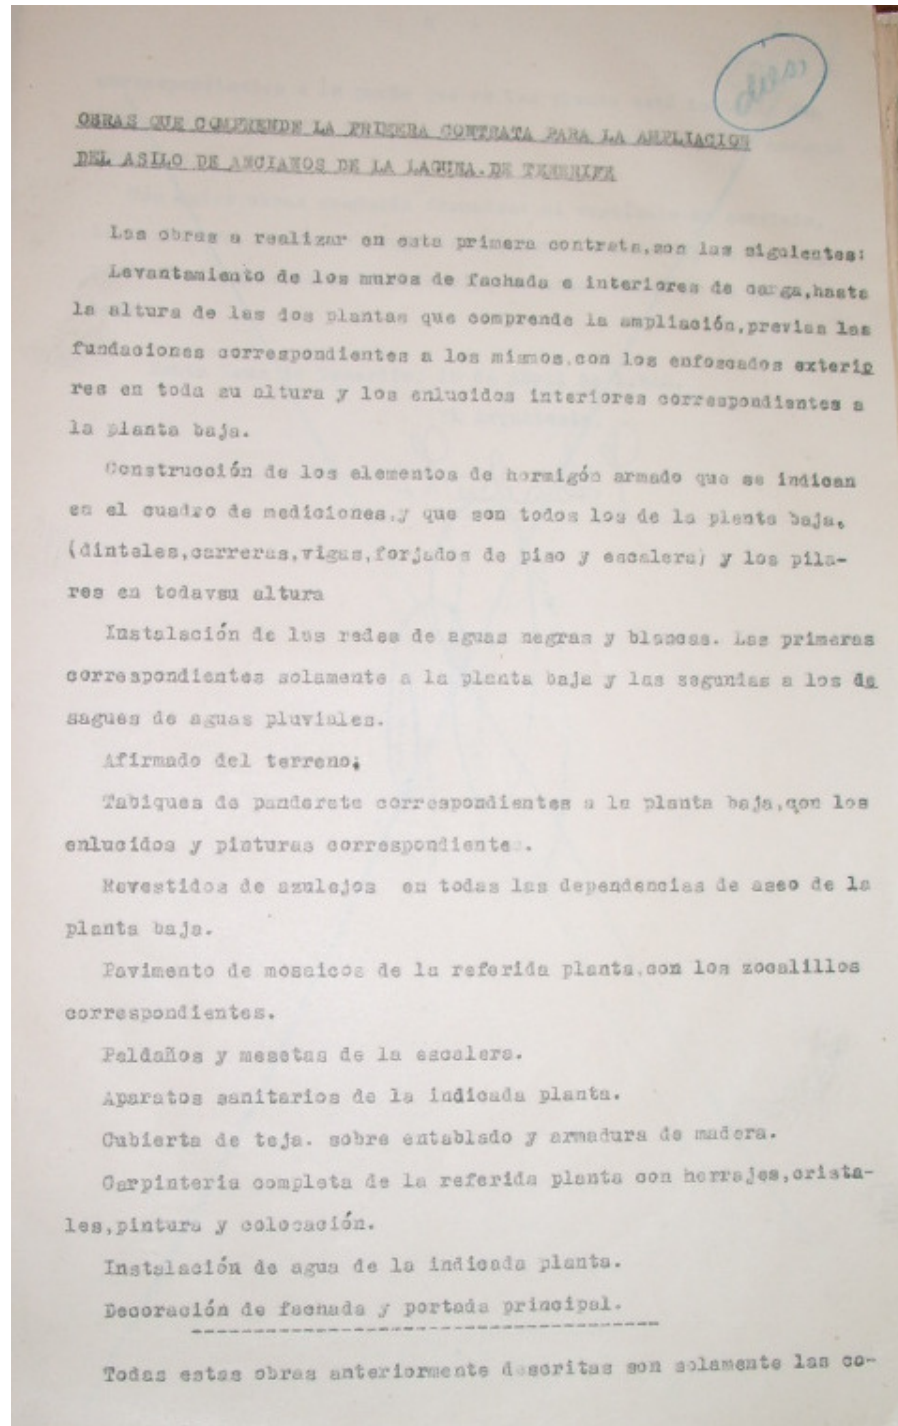 dies,
OBRAS QUE COMPRENDE LA PRIMERA CONTRATA PARA LA AMPLIACION
DEL ASILO DE ANCIANOS DE LA LAGUNA.DE TENERIFE
Las obras a realizar en esta primera contrata,son las siguientes:
Levantamiento de los muros de fachada e interiores de carga,hasta
la altura de las dos plantas que comprende la ampliación,previas las
fundaciones correspondientes a los mismos.con los enfoscados exterio
res en toda su altura y los enlucidos interiores correspondientes a
la planta baja.
Construcción de los elementos de hormigón armado que se indican
en el cuadro de mediciones,y que son todos los de la planta baja.
(dinteles,carreras,vigas,forjados de piso y escalera) y los pila-
res en todavsu altura
Instalación de las redes de aguas negras y blancas. Las primeras
correspondientes solamente a la planta baja y las segundas a los de
sagues de aguas pluviales.
Afirmado del terreno;
Tabiques de panderete correspondientes a la planta baja,con los
enlucidos y pinturas correspondientes.
Revestidos de azulejos en todas las dependencias de aseo de la
planta baja.
Pavimento de mosaicos de la referida planta,con los zocalillos
correspondientes.
Peldaños y mesetas de la escalera.
Aparatos sanitarios de la indicada planta.
Cubierta de teja. sobre entablado y armadura de madera.
Carpinteria completa de la referida planta con herrajes,crista-
les,pintura y colocación.
Instalación de agua de la indicada planta.
Decoración de fachada y portada principal.
Todas estas obras anteriormente descritas son solamente las co-